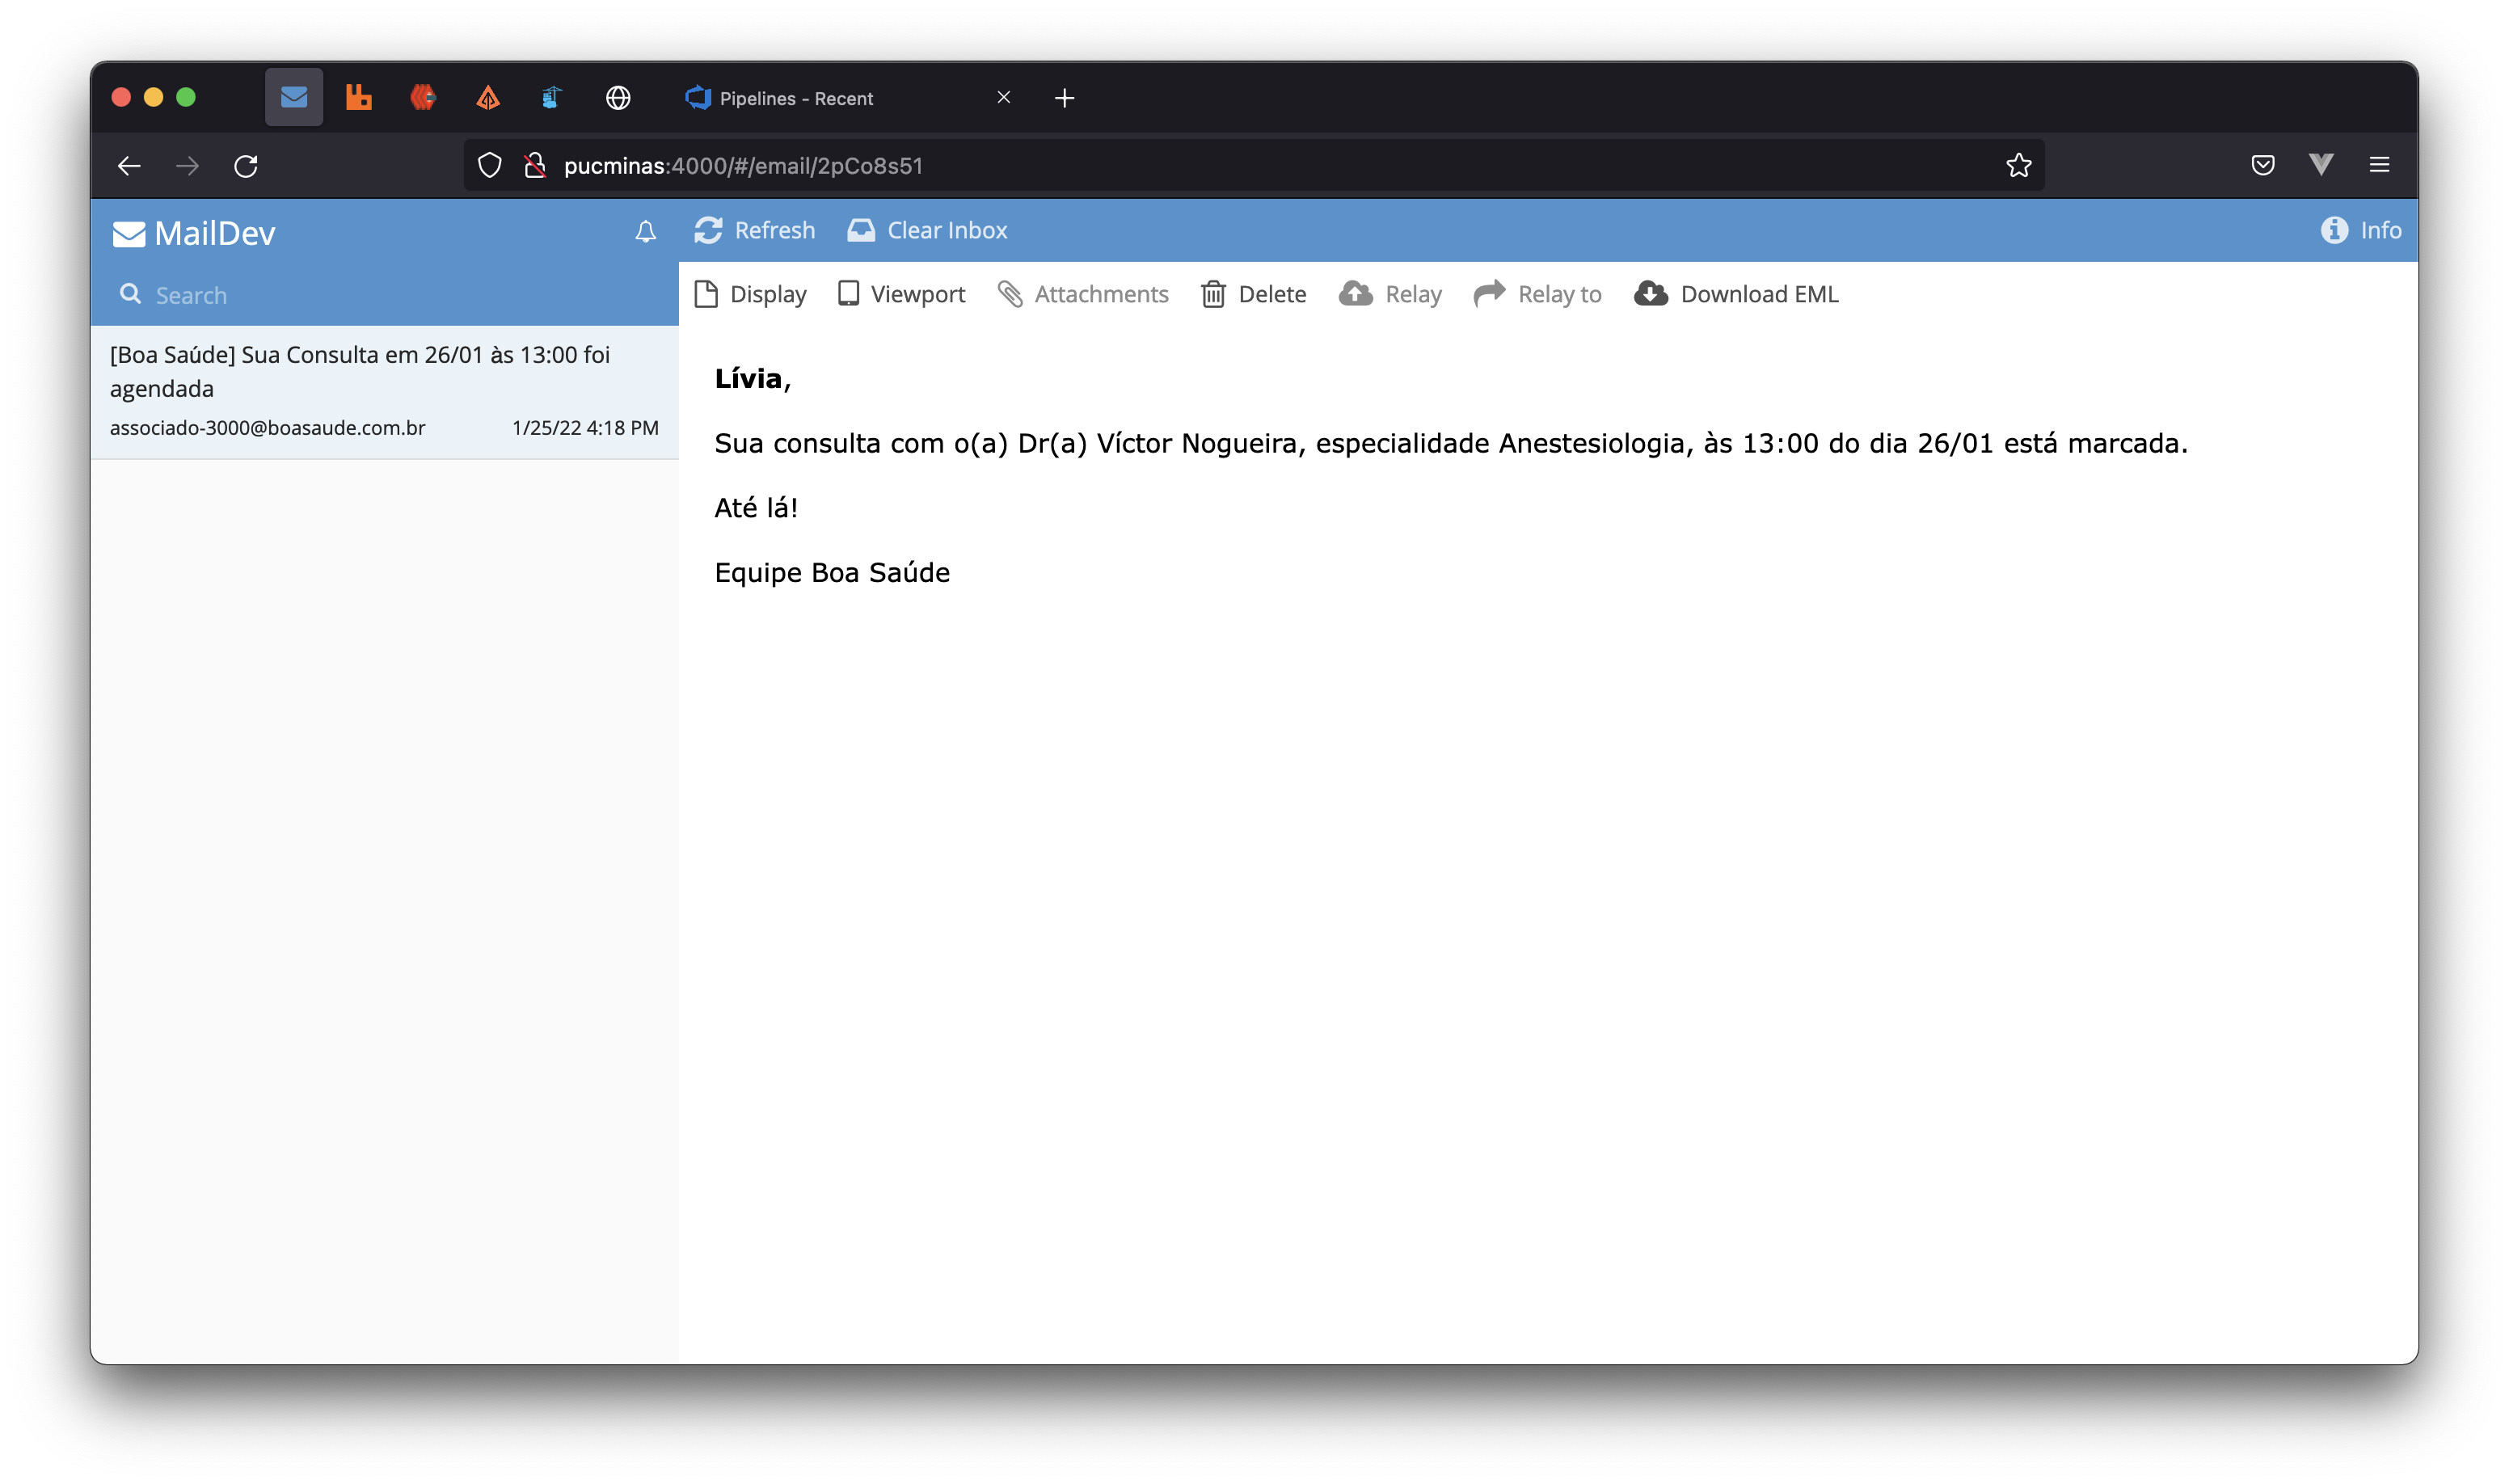 Pipelines - Recent
pucminas:4000/#/email/2pCo8s51
MailDev
Refresh
Clear Inbox
Info
Search
Display
Viewport
Attachments
Delete
Relay
Relay to
Download EML
[Boa Saúde] Sua Consulta em 26/01 às 13:00 foi
agendada
associado-3000@boasaude.com.br 1/25/22 4:18 PM
Lívia,
Sua consulta com o(a) Dr(a) Víctor Nogueira, especialidade Anestesiologia, às 13:00 do dia 26/01 está marcada.
Até lá!
Equipe Boa Saúde